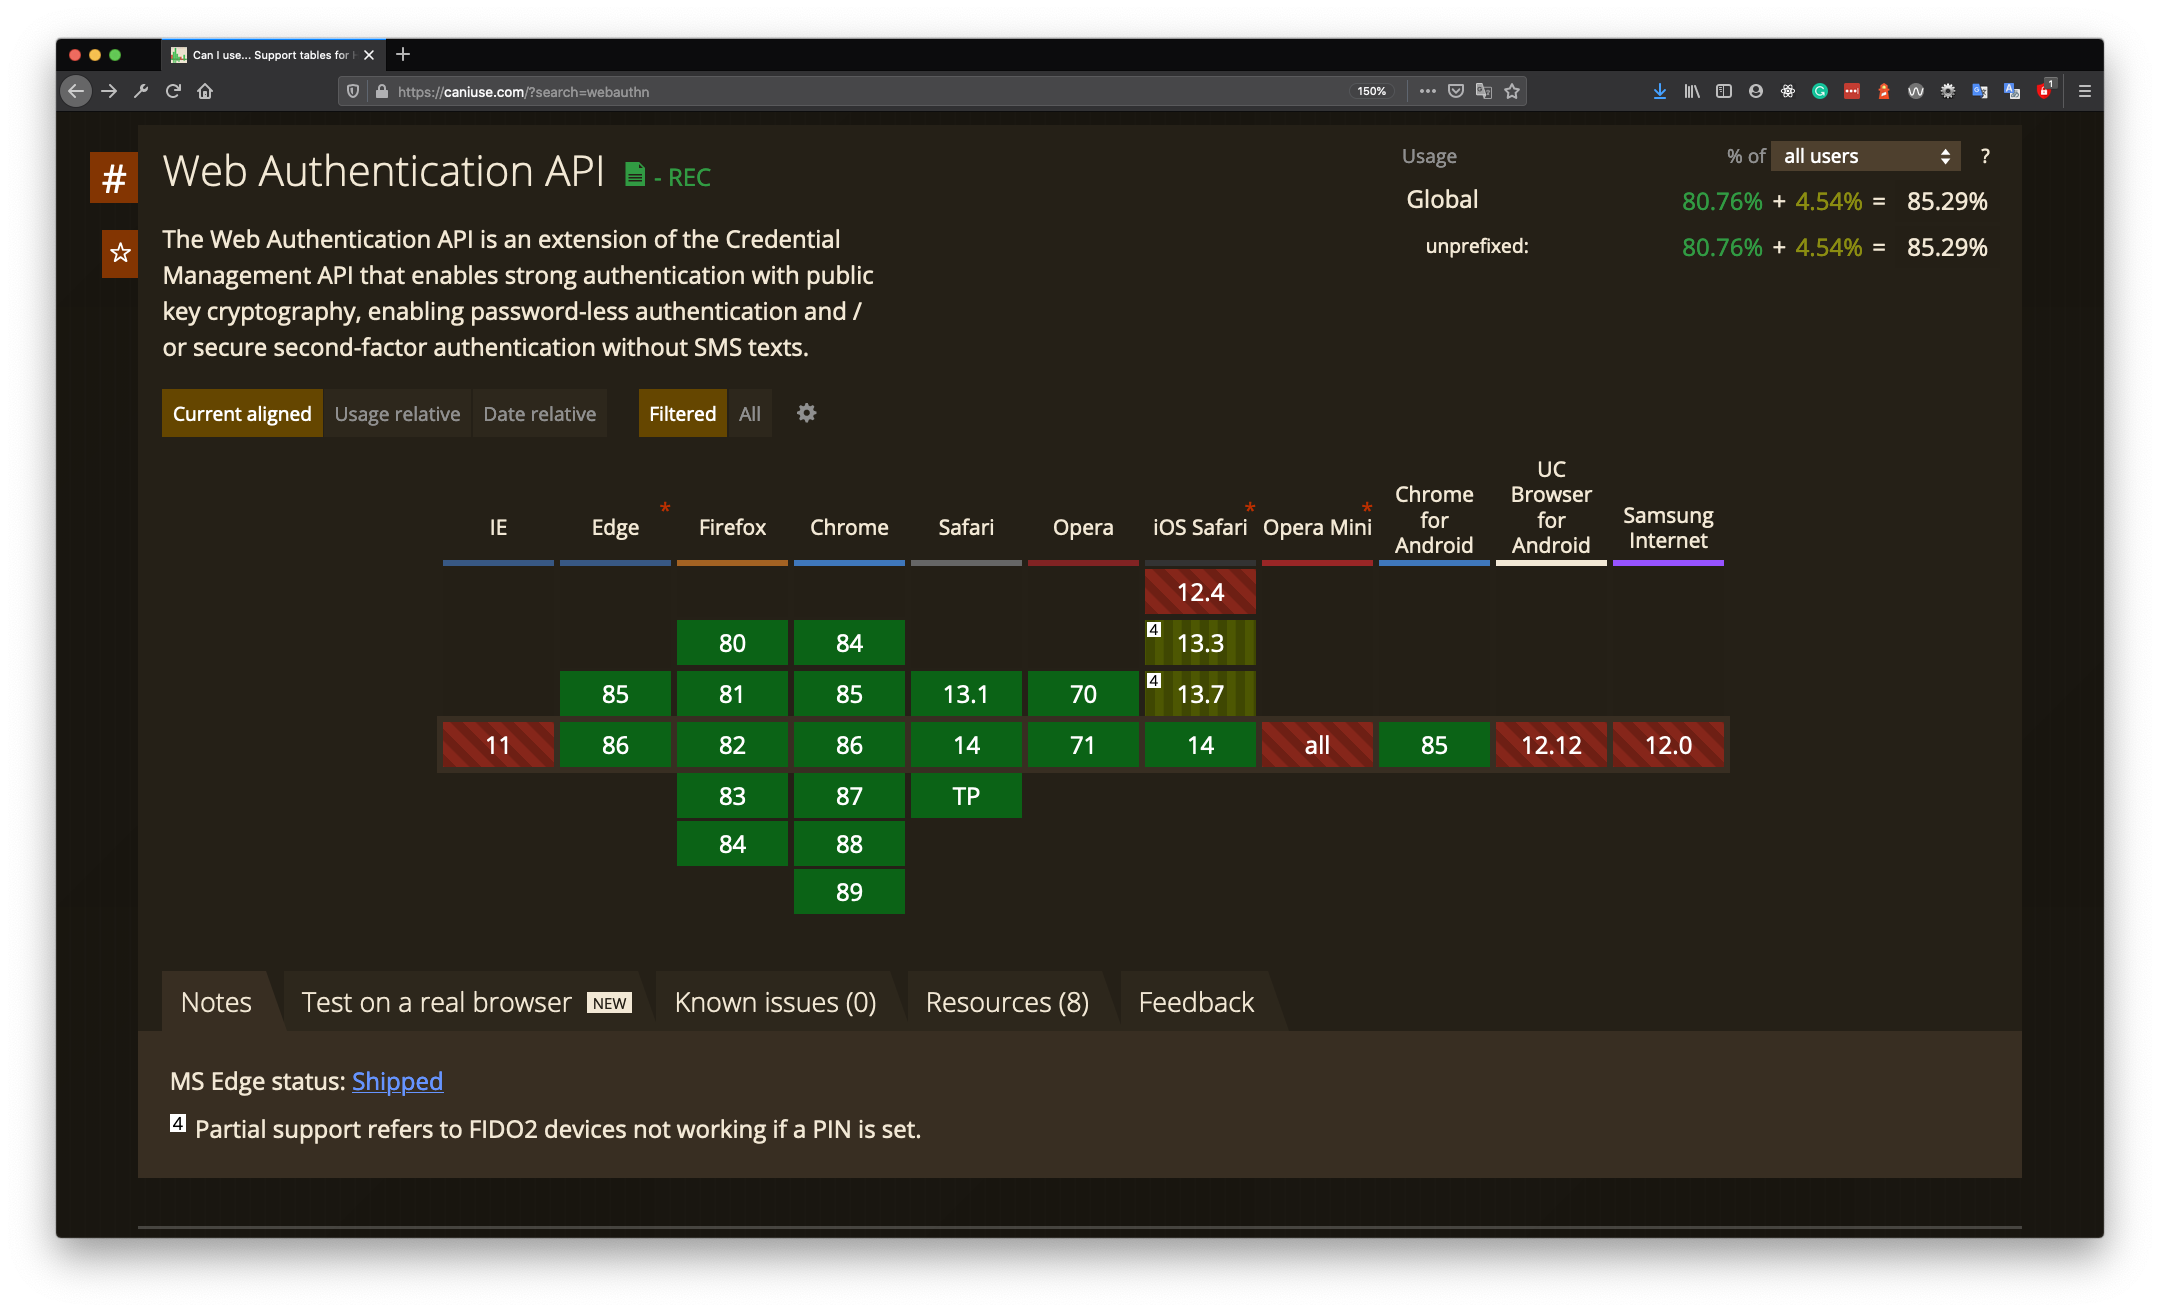 Can I use... Support tables for H
https://caniuse.com/?search=webauthn
150%
1
#
Web Authentication API - REC
The Web Authentication API is an extension of the Credential
Management API that enables strong authentication with public
key cryptography, enabling password-less authentication and /
or secure second-factor authentication without SMS texts.
Usage % of all users ?
Global 80.76% + 4.54% = 85.29%
unprefixed: 80.76% + 4.54% = 85.29%
Current aligned Usage relative Date relative Filtered All
IE Edge * Firefox Chrome Safari Opera iOS Safari * Opera Mini * Chrome for Android UC Browser for Android Samsung Internet
12.4
80 84 4 13.3
85 81 85 13.1 70 4 13.7
11 86 82 86 14 71 14 all 85 12.12 12.0
83 87 TP
84 88
89
Notes Test on a real browser NEW Known issues (0) Resources (8) Feedback
MS Edge status: Shipped
4 Partial support refers to FIDO2 devices not working if a PIN is set.